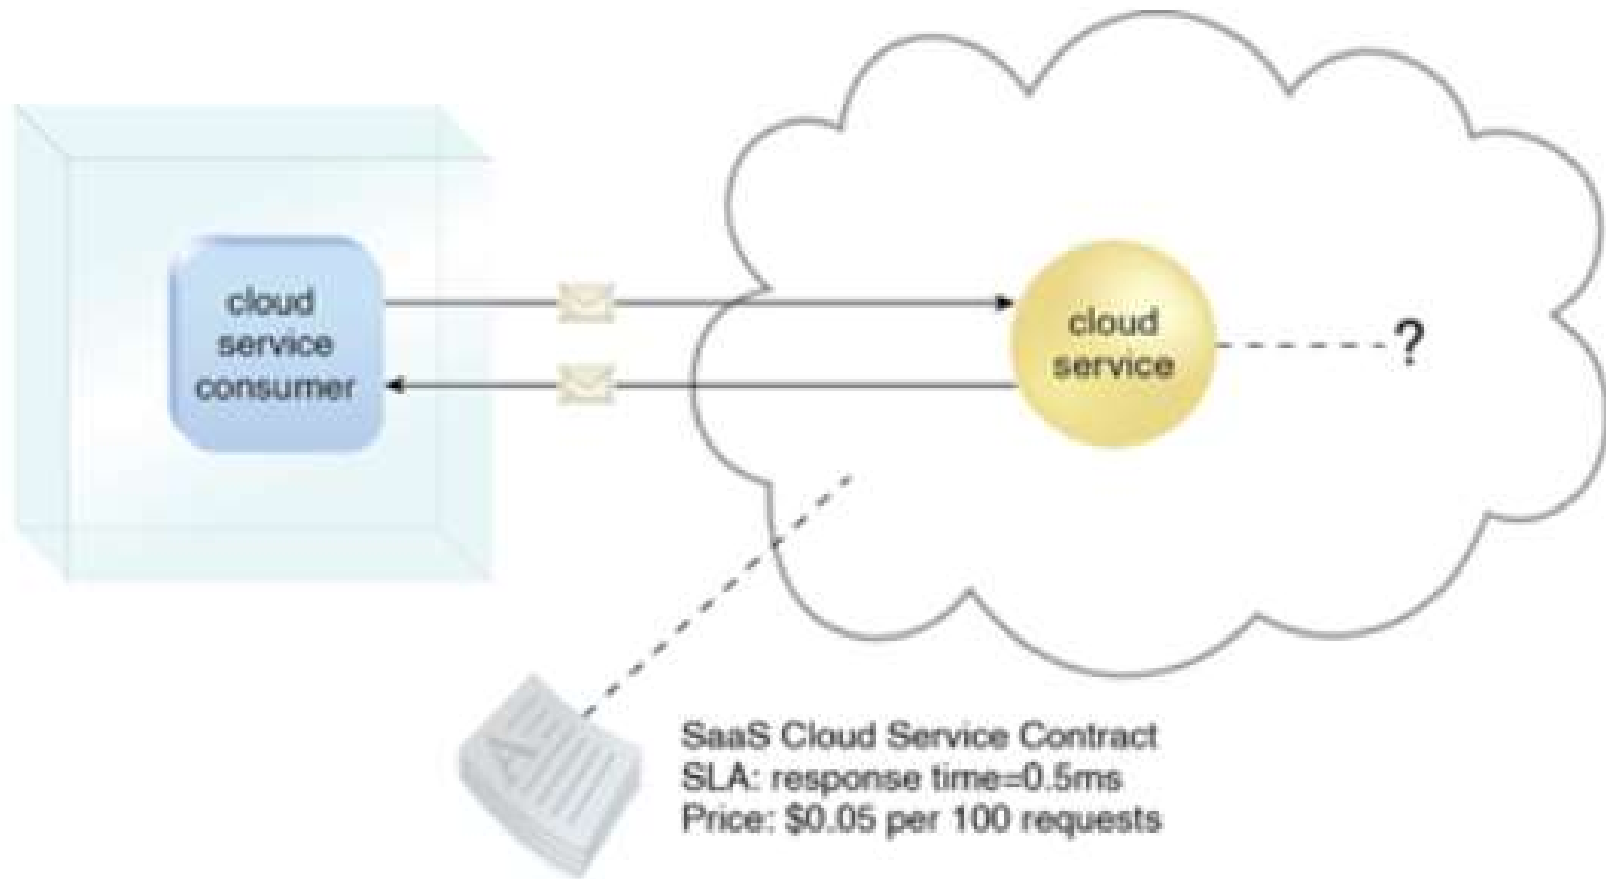 cloud
service
consumer
cloud
service
?
SaaS Cloud Service Contract
SLA: response time=0.5ms
Price: $0.05 per 100 requests